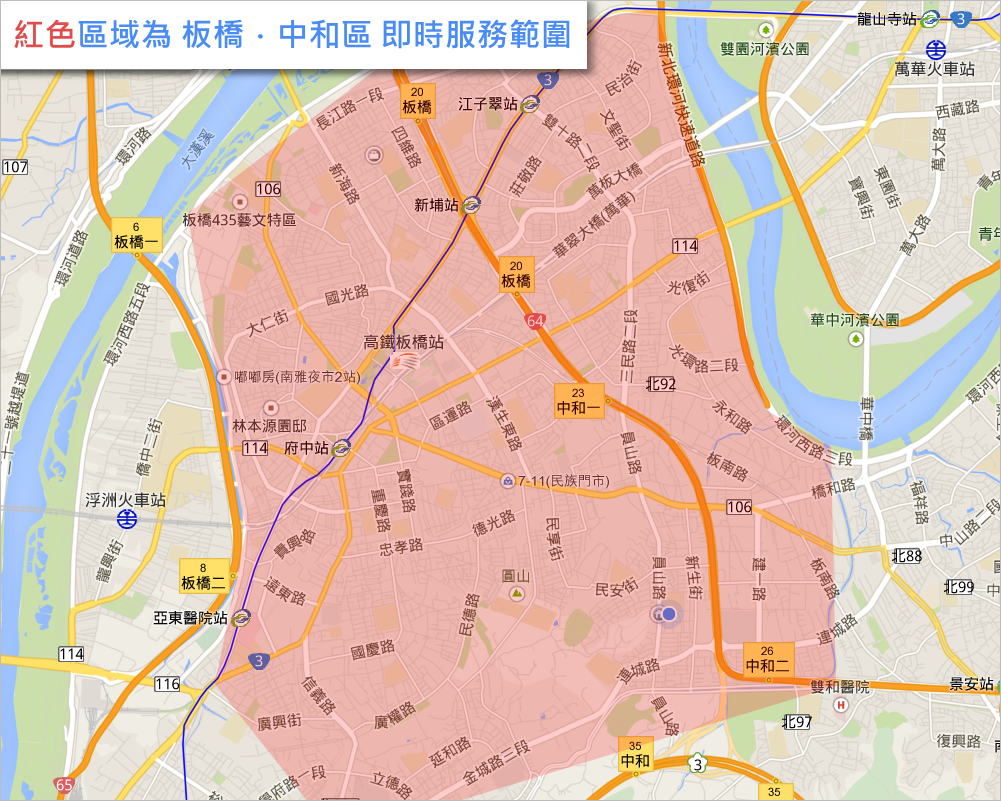 紅色區域為 板橋．中和區 即時服務範圍
龍山寺站
3
雙園河濱公園
萬華火車站
3
民治街
新北環河快速道路
20
板橋
江子翠站
長江路一段
環河路
大漢溪
四維路
雙十路二段
文聖街
西藏路
萬大路
107
新海路
莊敬路
萬板大橋
東園街
寶興街
青年
106
新埔站
板橋435藝文特區
華翠大橋(萬華)
萬大路
青年
6
板橋一
環河道路
114
20
板橋
光復街
環河西路五段
國光路
大仁街
64
三民路二段
華中河濱公園
高鐵板橋站
光環路二段
嘟嘟房(南雅夜市2站)
北92
23
中和一
二十一號越堤道
林本源園邸
區運路
漢生東路
永和路
華中橋
環河西路三段
環河西
僑中二街
114
府中站
員山路
板南路
浮洲火車站
實踐路
重慶路
7-11(民族門市)
橋和路
福祥路
106
中山路二段
德光路
民享街
貴興路
忠孝路
龍興街
北88
8
板橋二
圓山
員山路
新生街
建一路
板南路
北99
遠東路
民安街
亞東醫院站
民德路
連城路
114
3
國慶路
26
中和二
連城路
116
雙和醫院
景安站
信義路
廣興街
廣權路
員山路
北97
復興路
延和路
金城路二段
35
中和
3
65
立德路
35